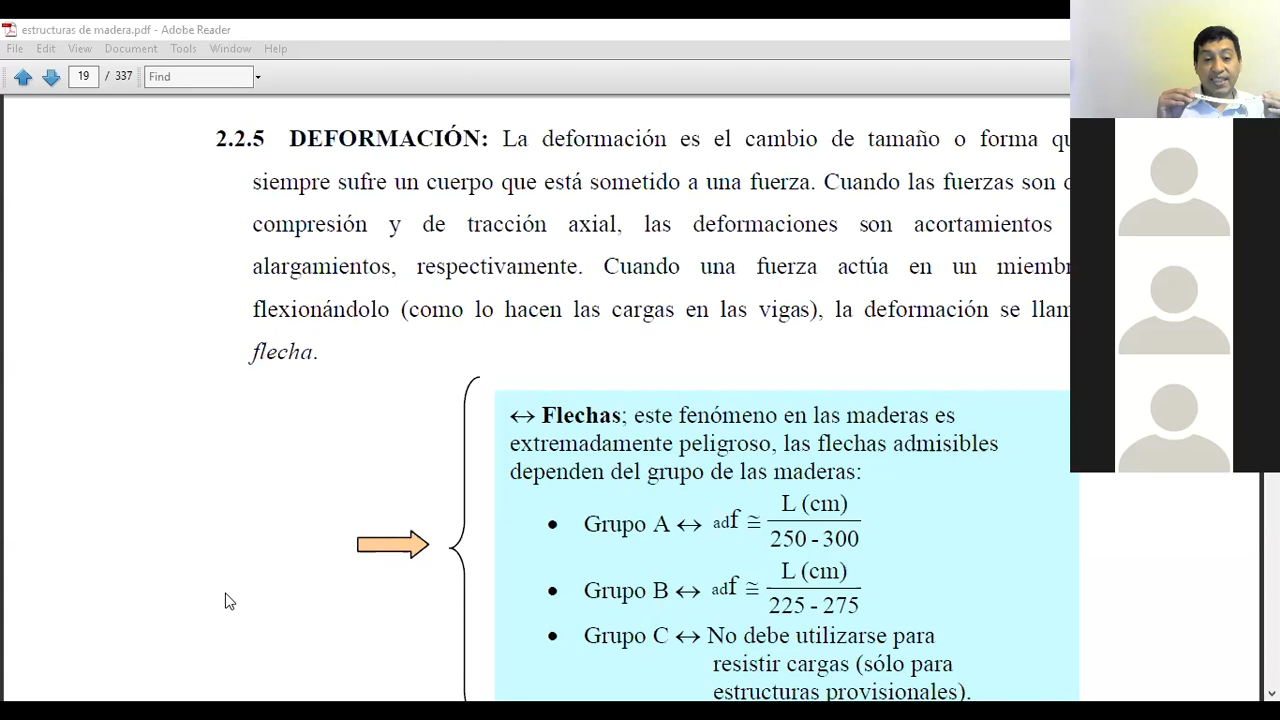 estructuras de madera.pdf - Adobe Reader
File Edit View Document Tools Window Help
19 / 337 Find
2.2.5 DEFORMACIÓN: La deformación es el cambio de tamaño o forma qu
siempre sufre un cuerpo que está sometido a una fuerza. Cuando las fuerzas son
compresión y de tracción axial, las deformaciones son acortamientos
alargamientos, respectivamente. Cuando una fuerza actúa en un miembr
flexionándolo (como lo hacen las cargas en las vigas), la deformación se llam
flecha.
↔ Flechas; este fenómeno en las maderas es
extremadamente peligroso, las flechas admisibles
dependen del grupo de las maderas:
• Grupo A ↔ adf ≅ L (cm)
250 - 300
• Grupo B ↔ adf ≅ L (cm)
225 - 275
• Grupo C ↔ No debe utilizarse para
resistir cargas (sólo para
estructuras provisionales).